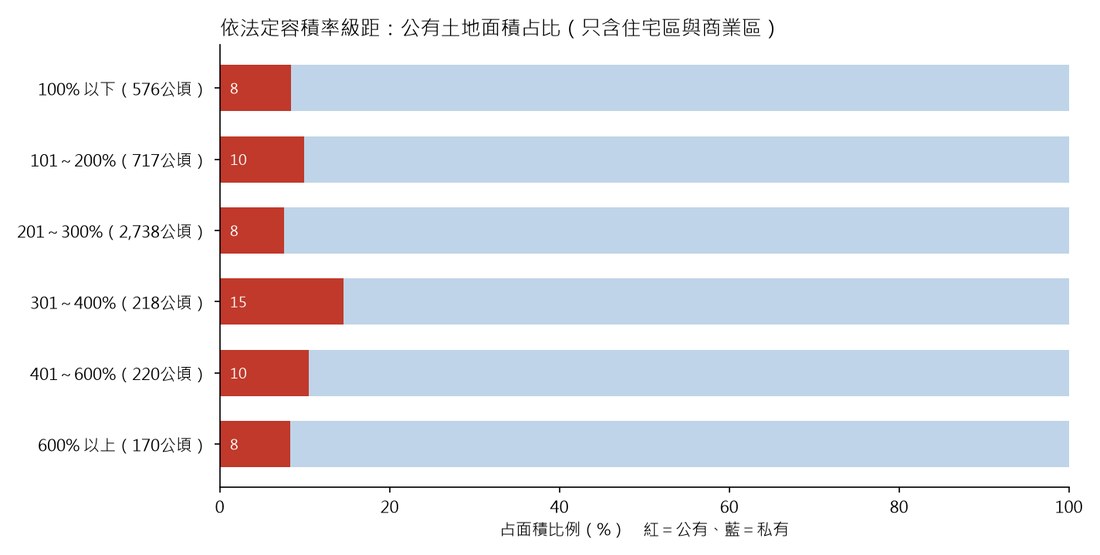 依法定容積率級距：公有土地面積占比（只含住宅區與商業區）
100% 以下（576公頃） 8
101～200%（717公頃） 10
201～300%（2,738公頃） 8
301～400%（218公頃） 15
401～600%（220公頃） 10
600% 以上（170公頃） 8
0 20 40 60 80 100
占面積比例（%） 紅＝公有、藍＝私有